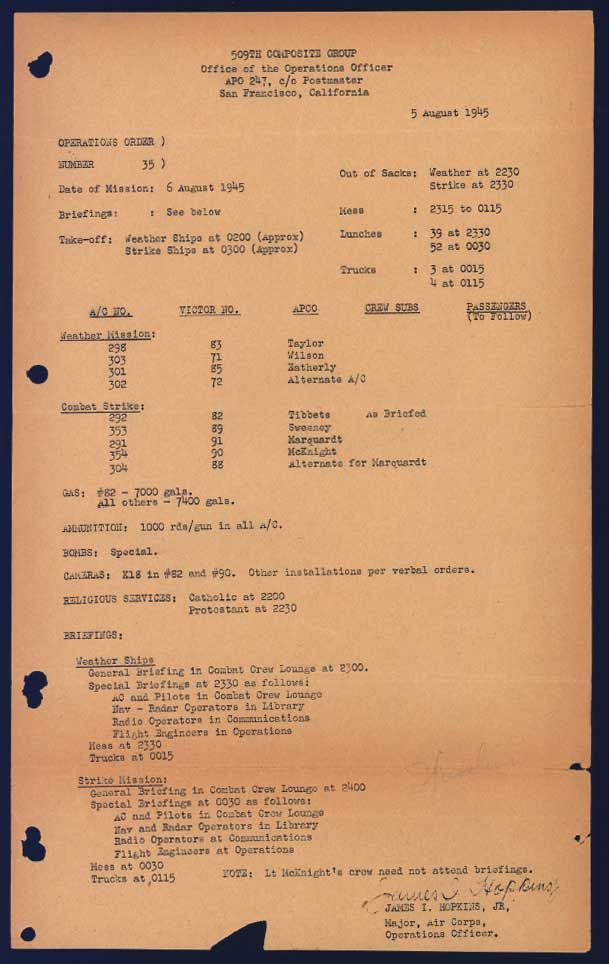 509TH COMPOSITE GROUP
Office of the Operations Officer
APO 247, c/o Postmaster
San Francisco, California
5 August 1945
OPERATIONS ORDER )
NUMBER 35 )
Date of Mission: 6 August 1945
Briefings: : See below
Take-off: Weather Ships at 0200 (Approx)
Strike Ships at 0300 (Approx)
Out of Sacks: Weather at 2230
Strike at 2330
Mess : 2315 to 0115
Lunches : 39 at 2330
52 at 0030
Trucks : 3 at 0015
4 at 0115
A/C NO. VICTOR NO. APCO CREW SUBS PASSENGERS
(To Follow)
Weather Mission:
298 83 Taylor
303 71 Wilson
301 85 Eatherly
302 72 Alternate A/C
Combat Strike:
292 82 Tibbets As Briefed
353 89 Sweeney
291 91 Marquardt
354 90 McKnight
304 88 Alternate for Marquardt
GAS: #82 - 7000 gals.
All others - 7400 gals.
AMMUNITION: 1000 rds/gun in all A/C.
BOMBS: Special.
CAMERAS: K18 in #82 and #90. Other installations per verbal orders.
RELIGIOUS SERVICES: Catholic at 2200
Protestant at 2230
BRIEFINGS:
Weather Ships
General Briefing in Combat Crew Lounge at 2300.
Special Briefings at 2330 as follows:
AC and Pilots in Combat Crew Lounge
Nav - Radar Operators in Library
Radio Operators in Communications
Flight Engineers in Operations
Mess at 2330
Trucks at 0015
Strike Mission:
General Briefing in Combat Crew Lounge at 2400
Special Briefings at 0030 as follows:
AC and Pilots in Combat Crew Lounge
Nav and Radar Operators in Library
Radio Operators at Communications
Flight Engineers at Operations
Mess at 0030
Trucks at 0115
NOTE: Lt McKnight's crew need not attend briefings.
James I Hopkins Jr
JAMES I. HOPKINS, JR,
Major, Air Corps,
Operations Officer.